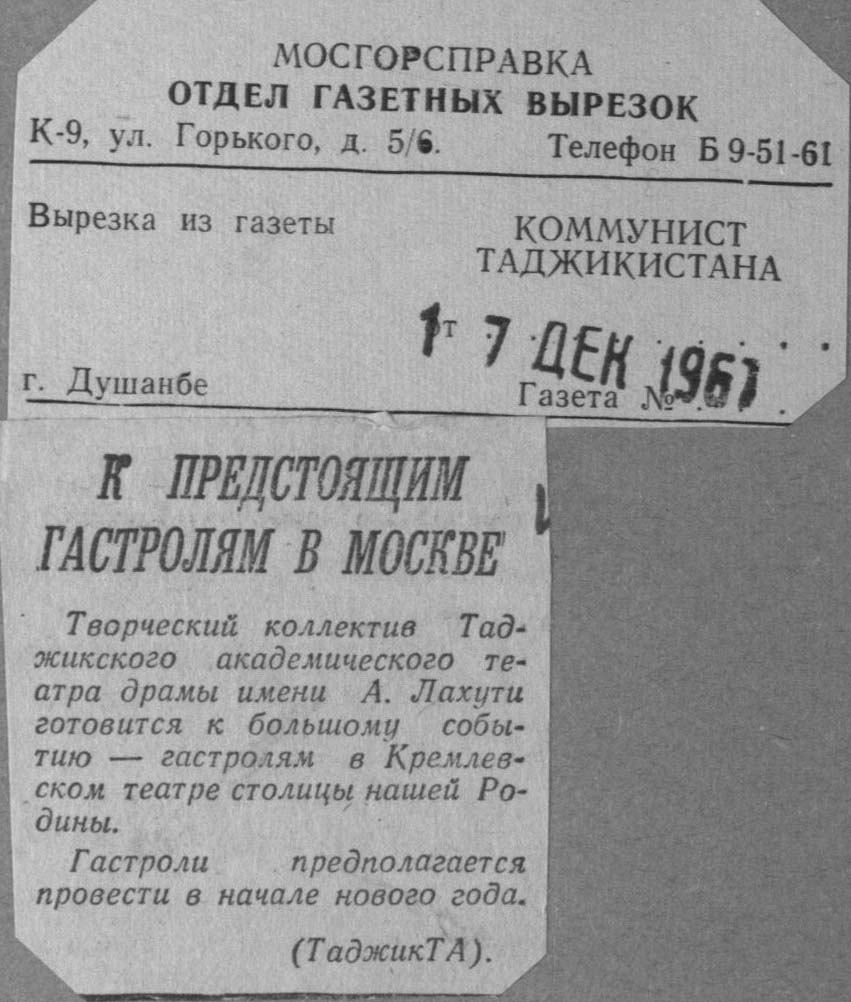 МОСГОРСПРАВКА
ОТДЕЛ ГАЗЕТНЫХ ВЫРЕЗОК
К-9, ул. Горького, д. 5/6. Телефон Б 9-51-61
Вырезка из газеты КОММУНИСТ
ТАДЖИКИСТАНА
от 17 ДЕК 1961
г. Душанбе Газета №
К ПРЕДСТОЯЩИМ
ГАСТРОЛЯМ В МОСКВЕ
Творческий коллектив Тад-
жикского академического те-
атра драмы имени А. Лахути
готовится к большому собы-
тию — гастролям в Кремлев-
ском театре столицы нашей Ро-
дины.
Гастроли предполагается
провести в начале нового года.
(ТаджикТА).